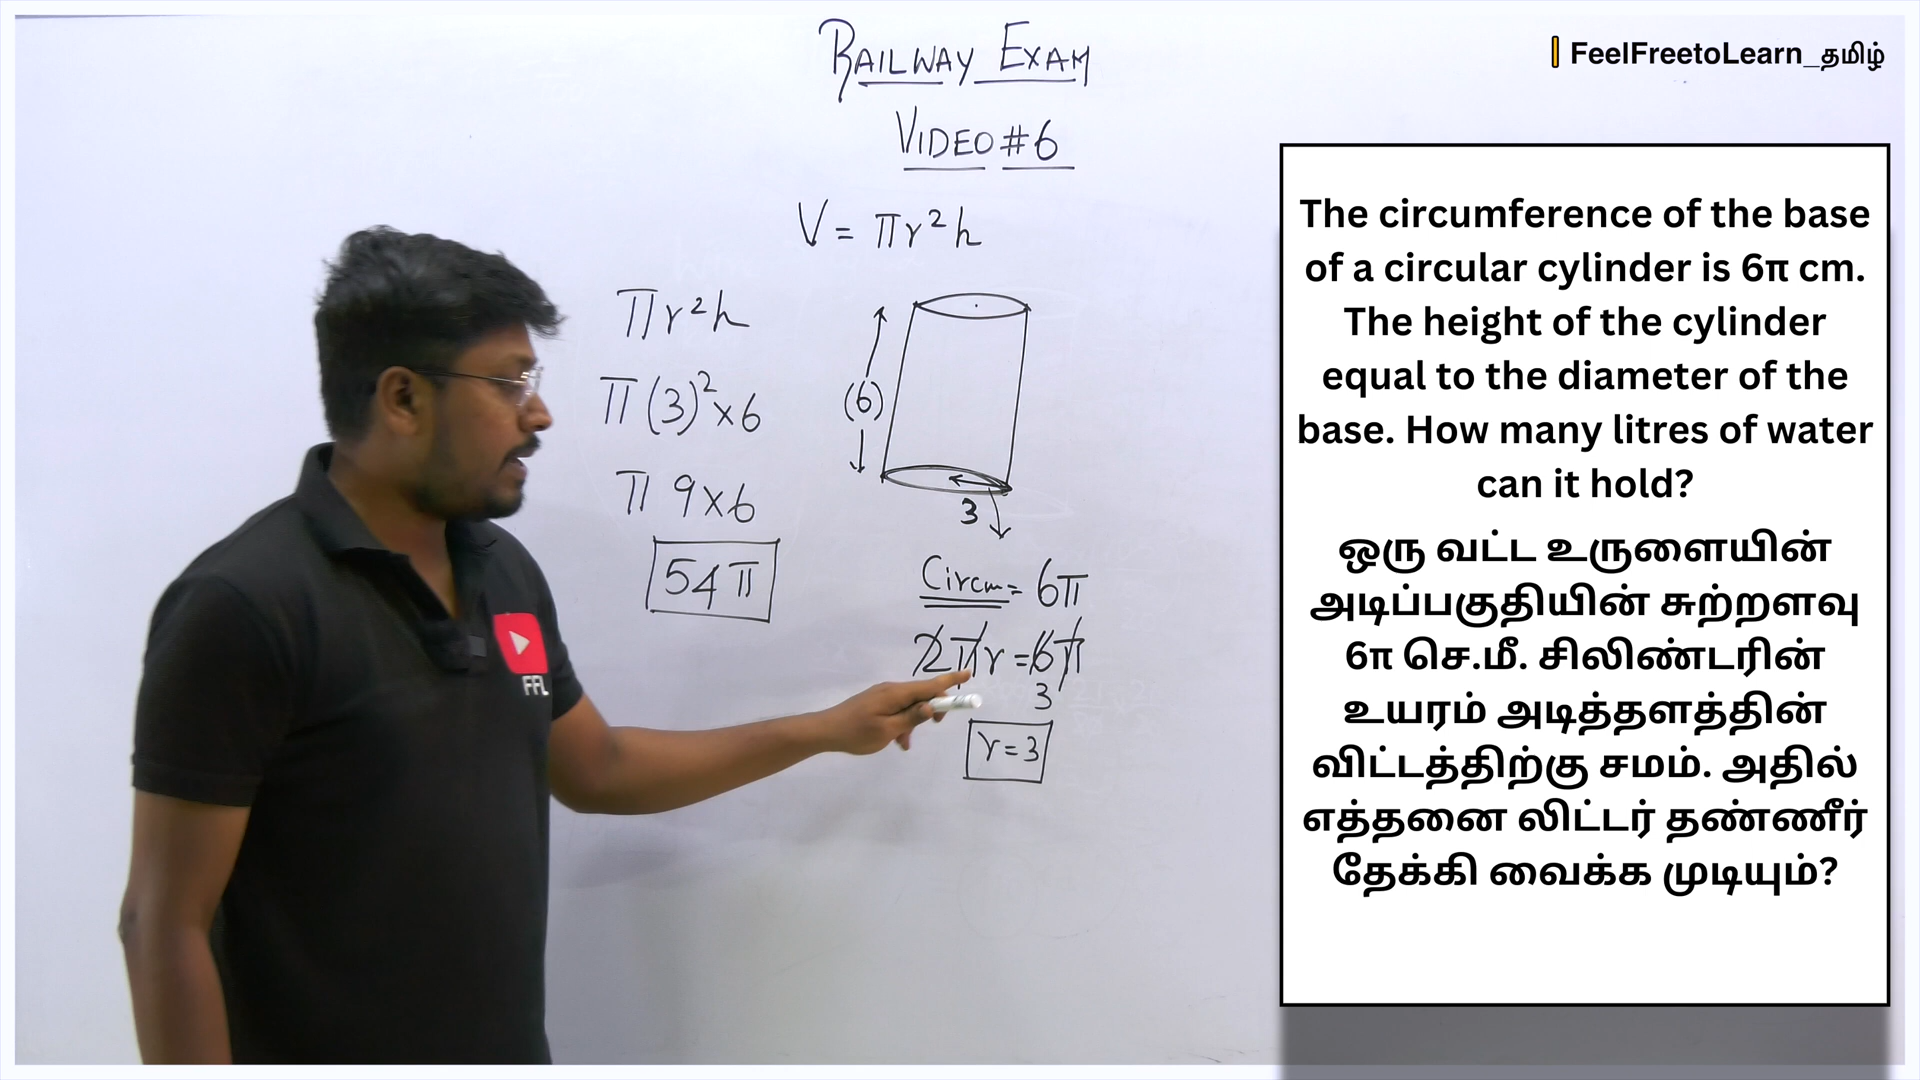 RAILWAY EXAM
VIDEO #6
FeelFreetoLearn_தமிழ்
V = πr²h
πr²h
π(3)²×6
π 9×6
54π
(6)
3
Circm = 6π
2πr = 6π
3
r = 3
FFL
The circumference of the base
of a circular cylinder is 6π cm.
The height of the cylinder
equal to the diameter of the
base. How many litres of water
can it hold?
ஒரு வட்ட உருளையின்
அடிப்பகுதியின் சுற்றளவு
6π செ.மீ. சிலிண்டரின்
உயரம் அடித்தளத்தின்
விட்டத்திற்கு சமம். அதில்
எத்தனை லிட்டர் தண்ணீர்
தேக்கி வைக்க முடியும்?